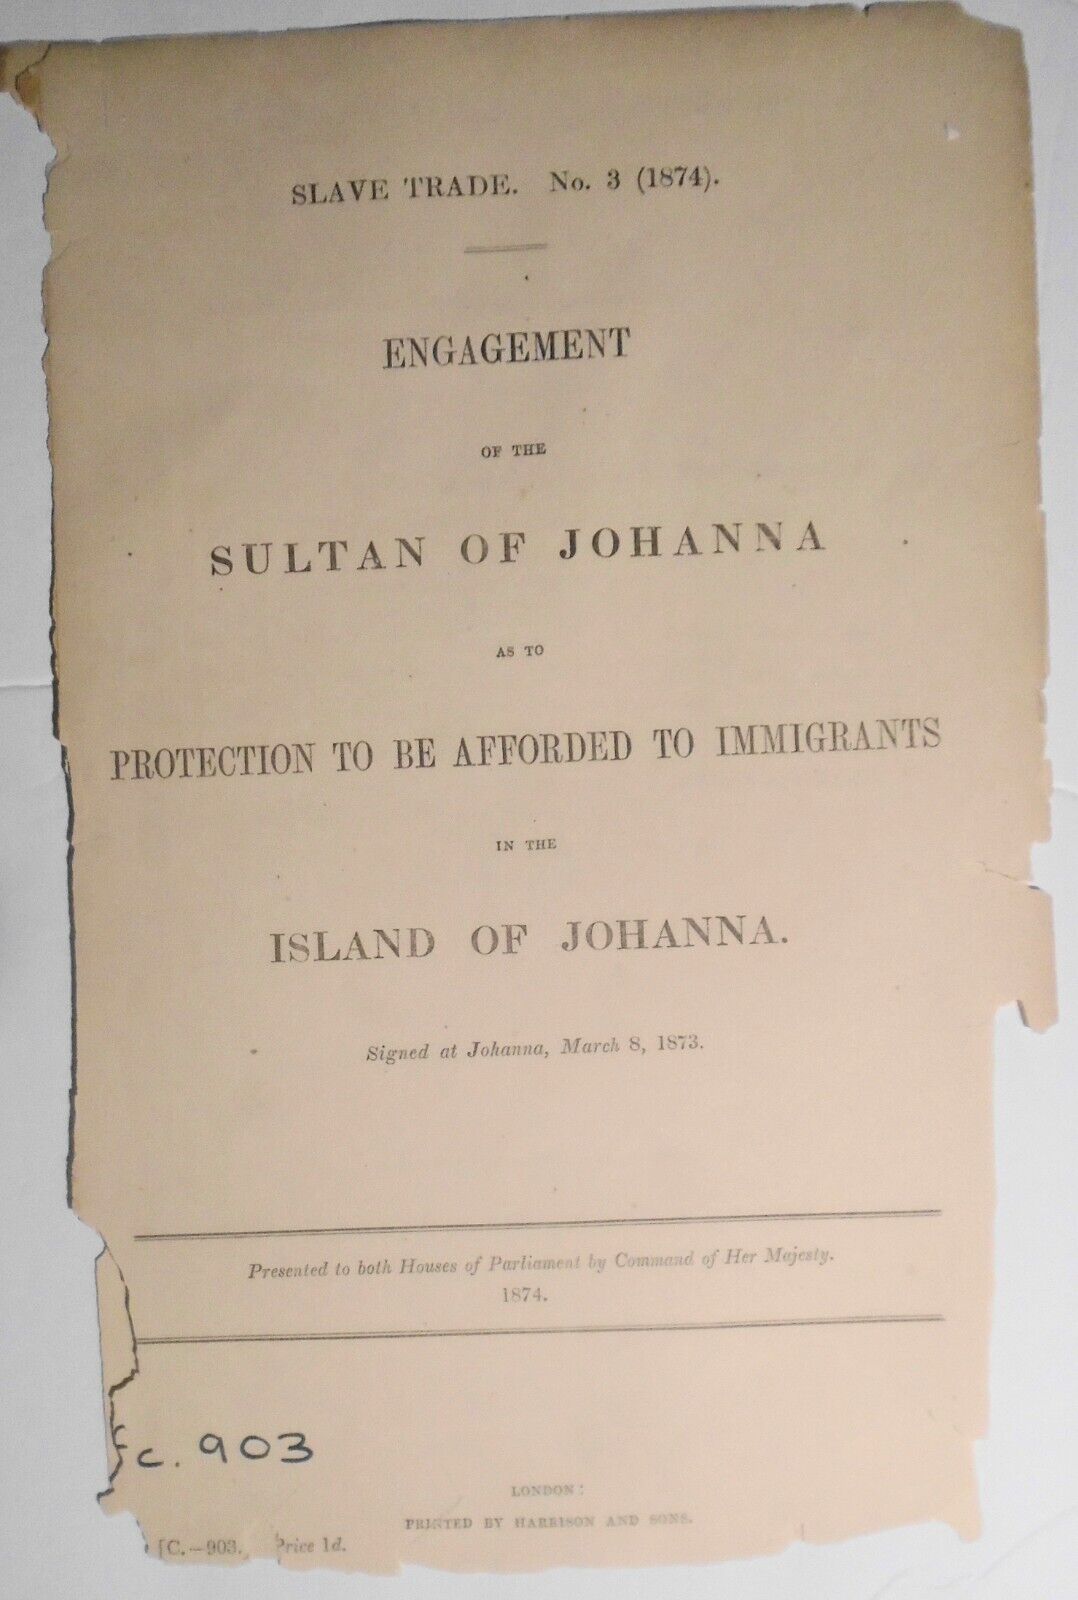 SLAVE TRADE. No. 3 (1874).
ENGAGEMENT
OF THE
SULTAN OF JOHANNA
AS TO
PROTECTION TO BE AFFORDED TO IMMIGRANTS
IN THE
ISLAND OF JOHANNA.
Signed at Johanna, March 8, 1873.
Presented to both Houses of Parliament by Command of Her Majesty.
1874.
c. 903
LONDON:
PRINTED BY HARRISON AND SONS.
[C.—903. Price 1d.